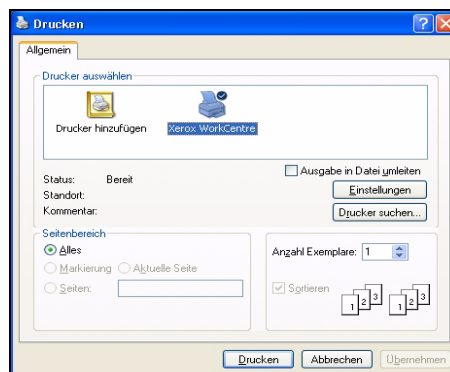 Drucken
Allgemein
Drucker auswählen
Drucker hinzufügen
Xerox WorkCentre
Status: Bereit
Standort:
Kommentar:
Ausgabe in Datei umleiten
Einstellungen
Drucker suchen...
Seitenbereich
Alles
Markierung Aktuelle Seite
Seiten:
Anzahl Exemplare: 1
Sortieren
1 2 3 1 2 3
Drucken Abbrechen Übernehmen